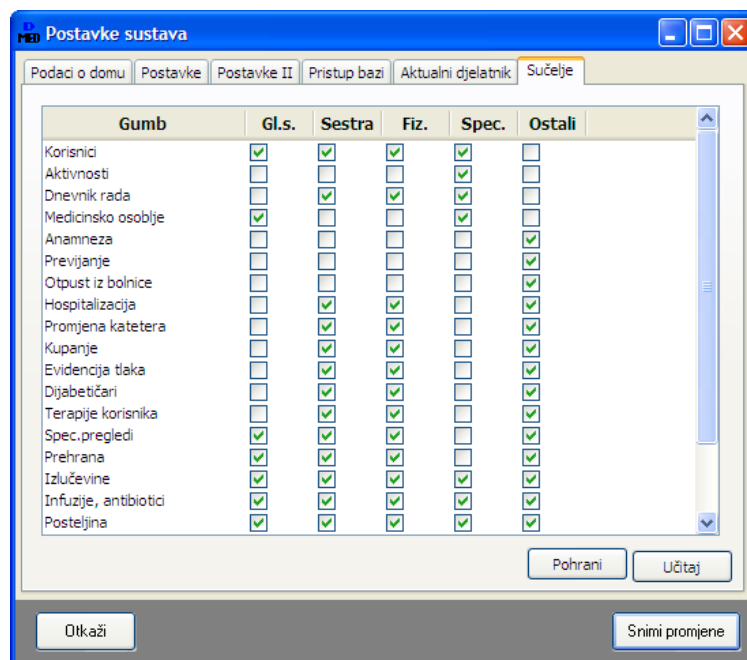 D MED Postavke sustava
Podaci o domu Postavke Postavke II Pristup bazi Aktualni djelatnik Sučelje
Gumb Gl.s. Sestra Fiz. Spec. Ostali
Korisnici
Aktivnosti
Dnevnik rada
Medicinsko osoblje
Anamneza
Previjanje
Otpust iz bolnice
Hospitalizacija
Promjena katetera
Kupanje
Evidencija tlaka
Dijabetičari
Terapije korisnika
Spec.pregledi
Prehrana
Izlučevine
Infuzije, antibiotici
Posteljina
Pohrani Učitaj
Otkaži Snimi promjene